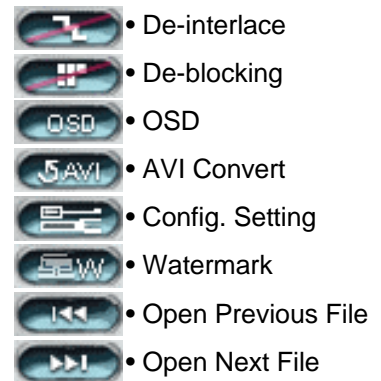 • De-interlace
• De-blocking
OSD • OSD
AVI • AVI Convert
• Config. Setting
W • Watermark
• Open Previous File
• Open Next File